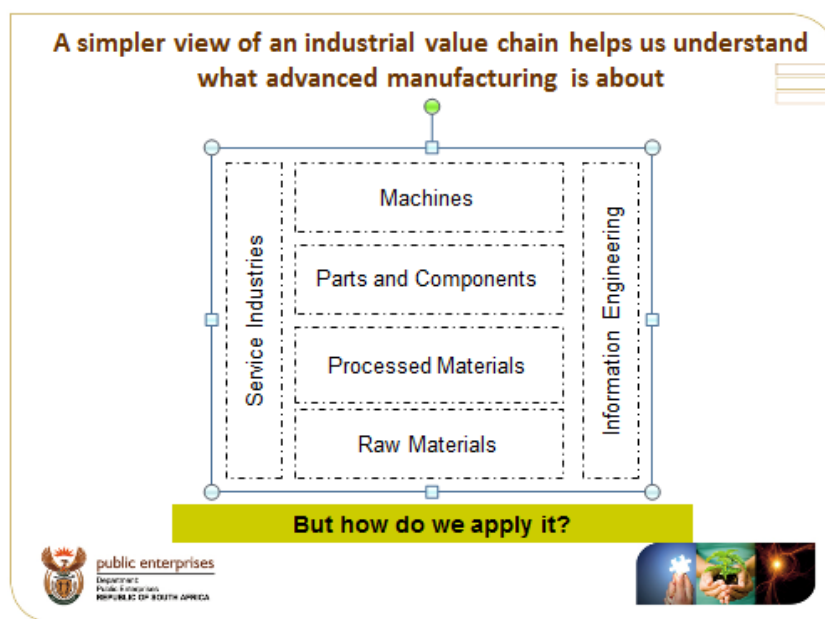 A simpler view of an industrial value chain helps us understand
what advanced manufacturing is about
Service Industries
Machines
Parts and Components
Processed Materials
Raw Materials
Information Engineering
But how do we apply it?
public enterprises
Department
Public Enterprises
REPUBLIC OF SOUTH AFRICA